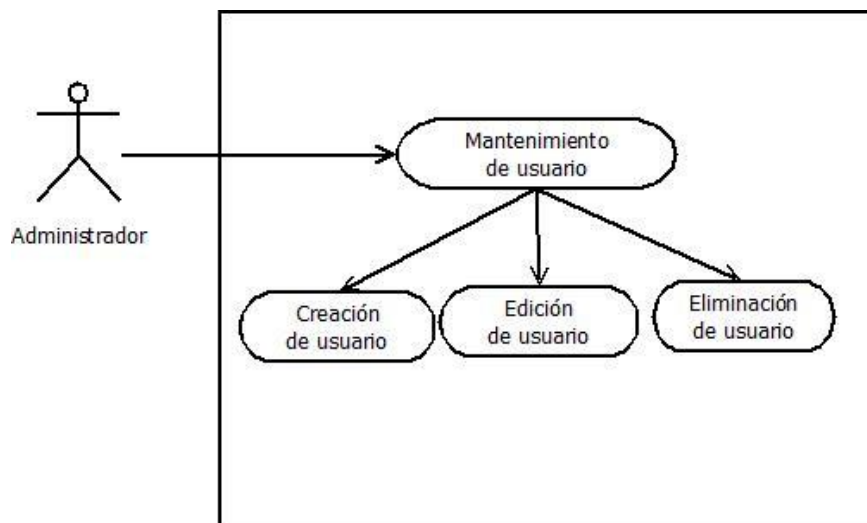 Administrador
Mantenimiento
de usuario
Creación
de usuario
Edición
de usuario
Eliminación
de usuario